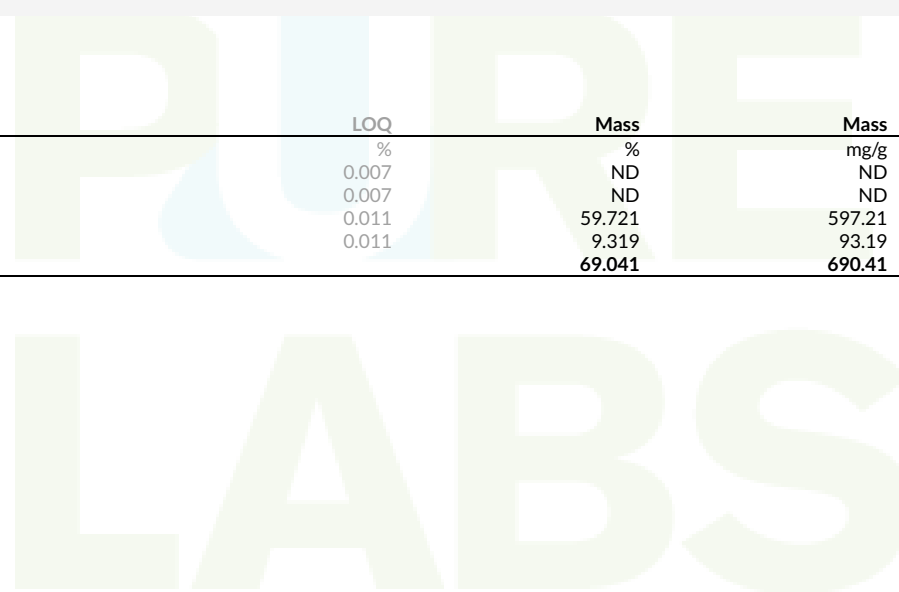 PURE
LOQ Mass Mass
% % mg/g
0.007 ND ND
0.007 ND ND
0.011 59.721 597.21
0.011 9.319 93.19
69.041 690.41
LABS